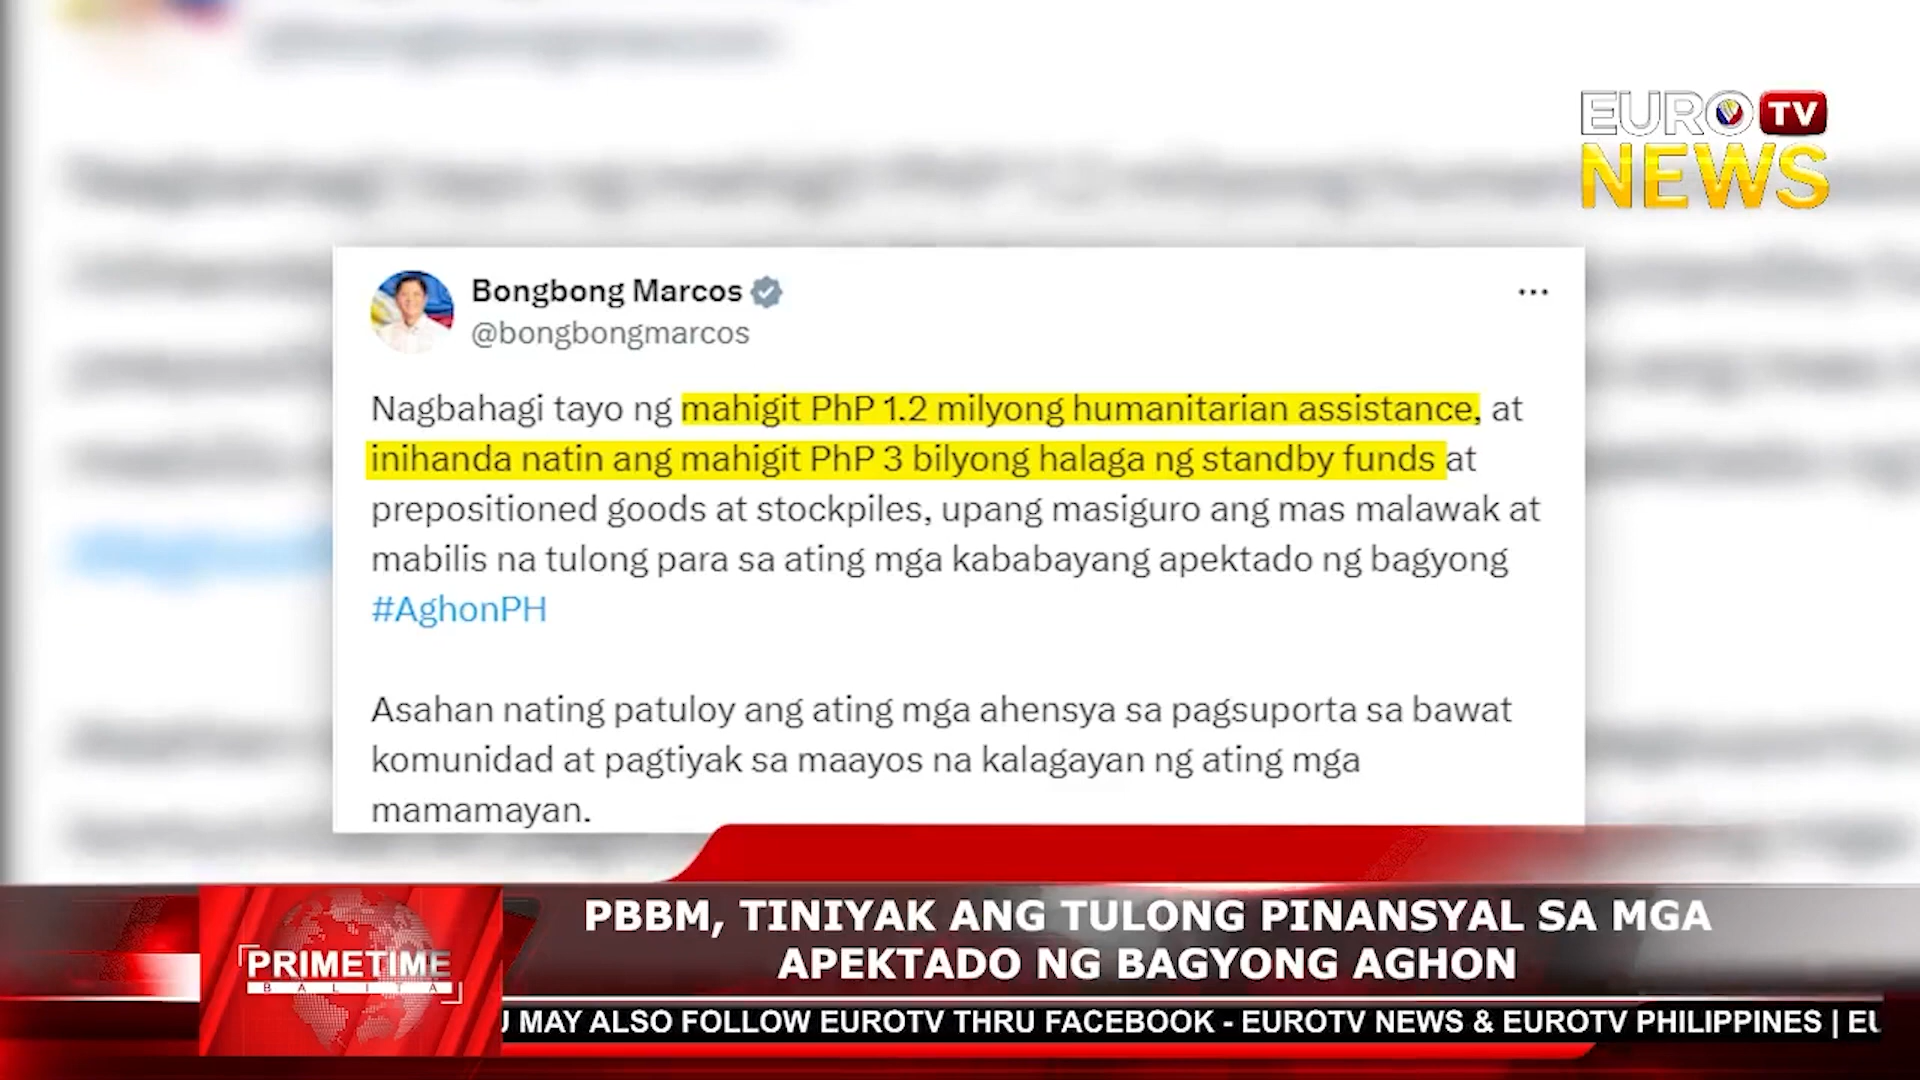 EURO TV
NEWS
Bongbong Marcos
@bongbongmarcos
Nagbahagi tayo ng mahigit PhP 1.2 milyong humanitarian assistance, at
inihanda natin ang mahigit PhP 3 bilyong halaga ng standby funds at
prepositioned goods at stockpiles, upang masiguro ang mas malawak at
mabilis na tulong para sa ating mga kababayang apektado ng bagyong
#AghonPH
Asahan nating patuloy ang ating mga ahensya sa pagsuporta sa bawat
komunidad at pagtiyak sa maayos na kalagayan ng ating mga
mamamayan.
PBBM, TINIYAK ANG TULONG PINANSYAL SA MGA
APEKTADO NG BAGYONG AGHON
PRIMETIME
BALITA
MAY ALSO FOLLOW EUROTV THRU FACEBOOK - EUROTV NEWS & EUROTV PHILIPPINES |